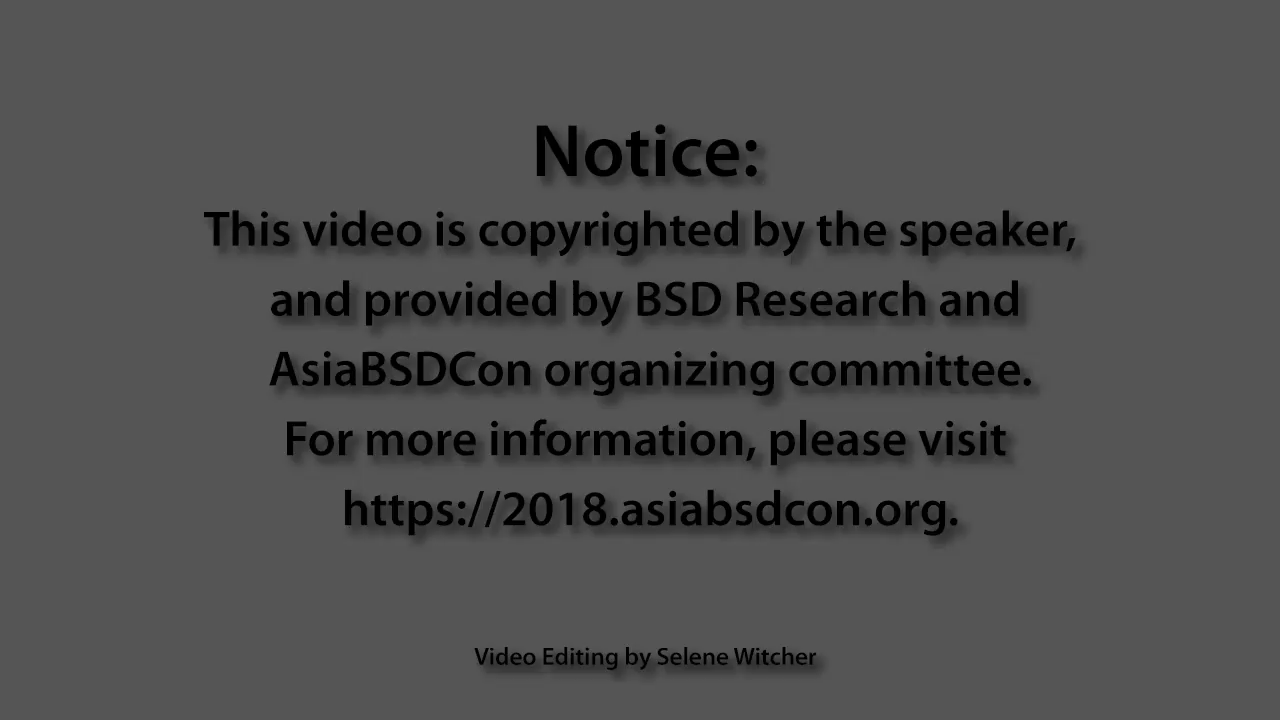 Notice:
This video is copyrighted by the speaker,
and provided by BSD Research and
AsiaBSDCon organizing committee.
For more information, please visit
https://2018.asiabsdcon.org.
Video Editing by Selene Witcher